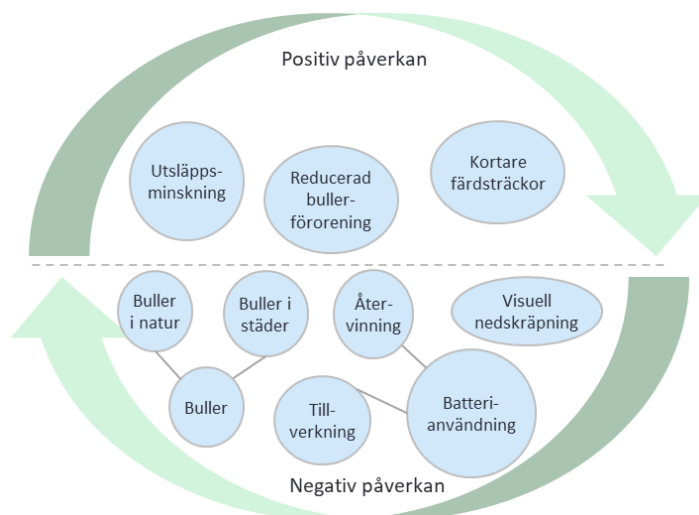 Positiv påverkan
Utsläpps-
minskning
Reducerad
buller-
förorening
Kortare
färdsträckor
Buller
i natur
Buller i
städer
Åter-
vinning
Visuell
nedskräpning
Buller
Till-
verkning
Batteri-
användning
Negativ påverkan